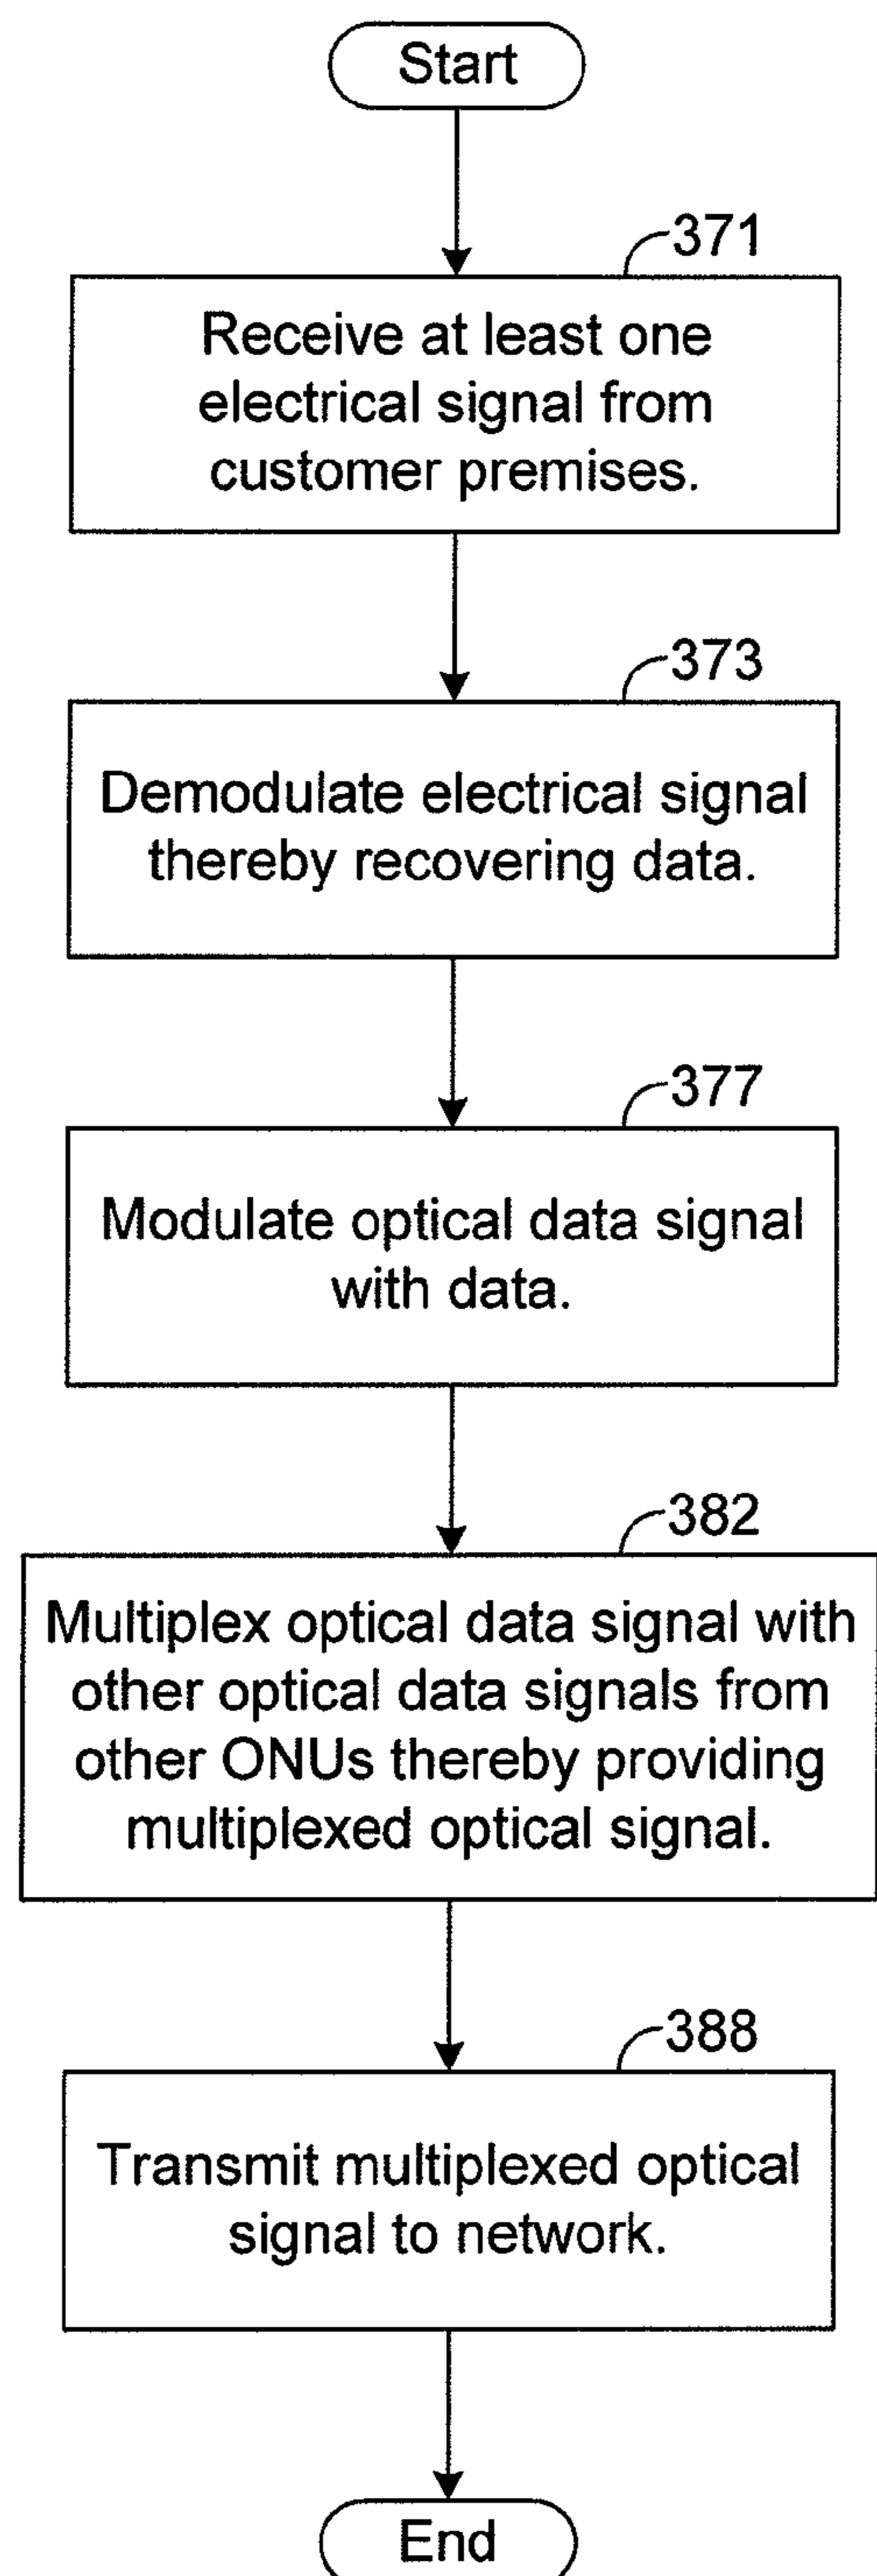 Start
371
Receive at least one
electrical signal from
customer premises.
373
Demodulate electrical signal
thereby recovering data.
377
Modulate optical data signal
with data.
382
Multiplex optical data signal with
other optical data signals from
other ONUs thereby providing
multiplexed optical signal.
388
Transmit multiplexed optical
signal to network.
End